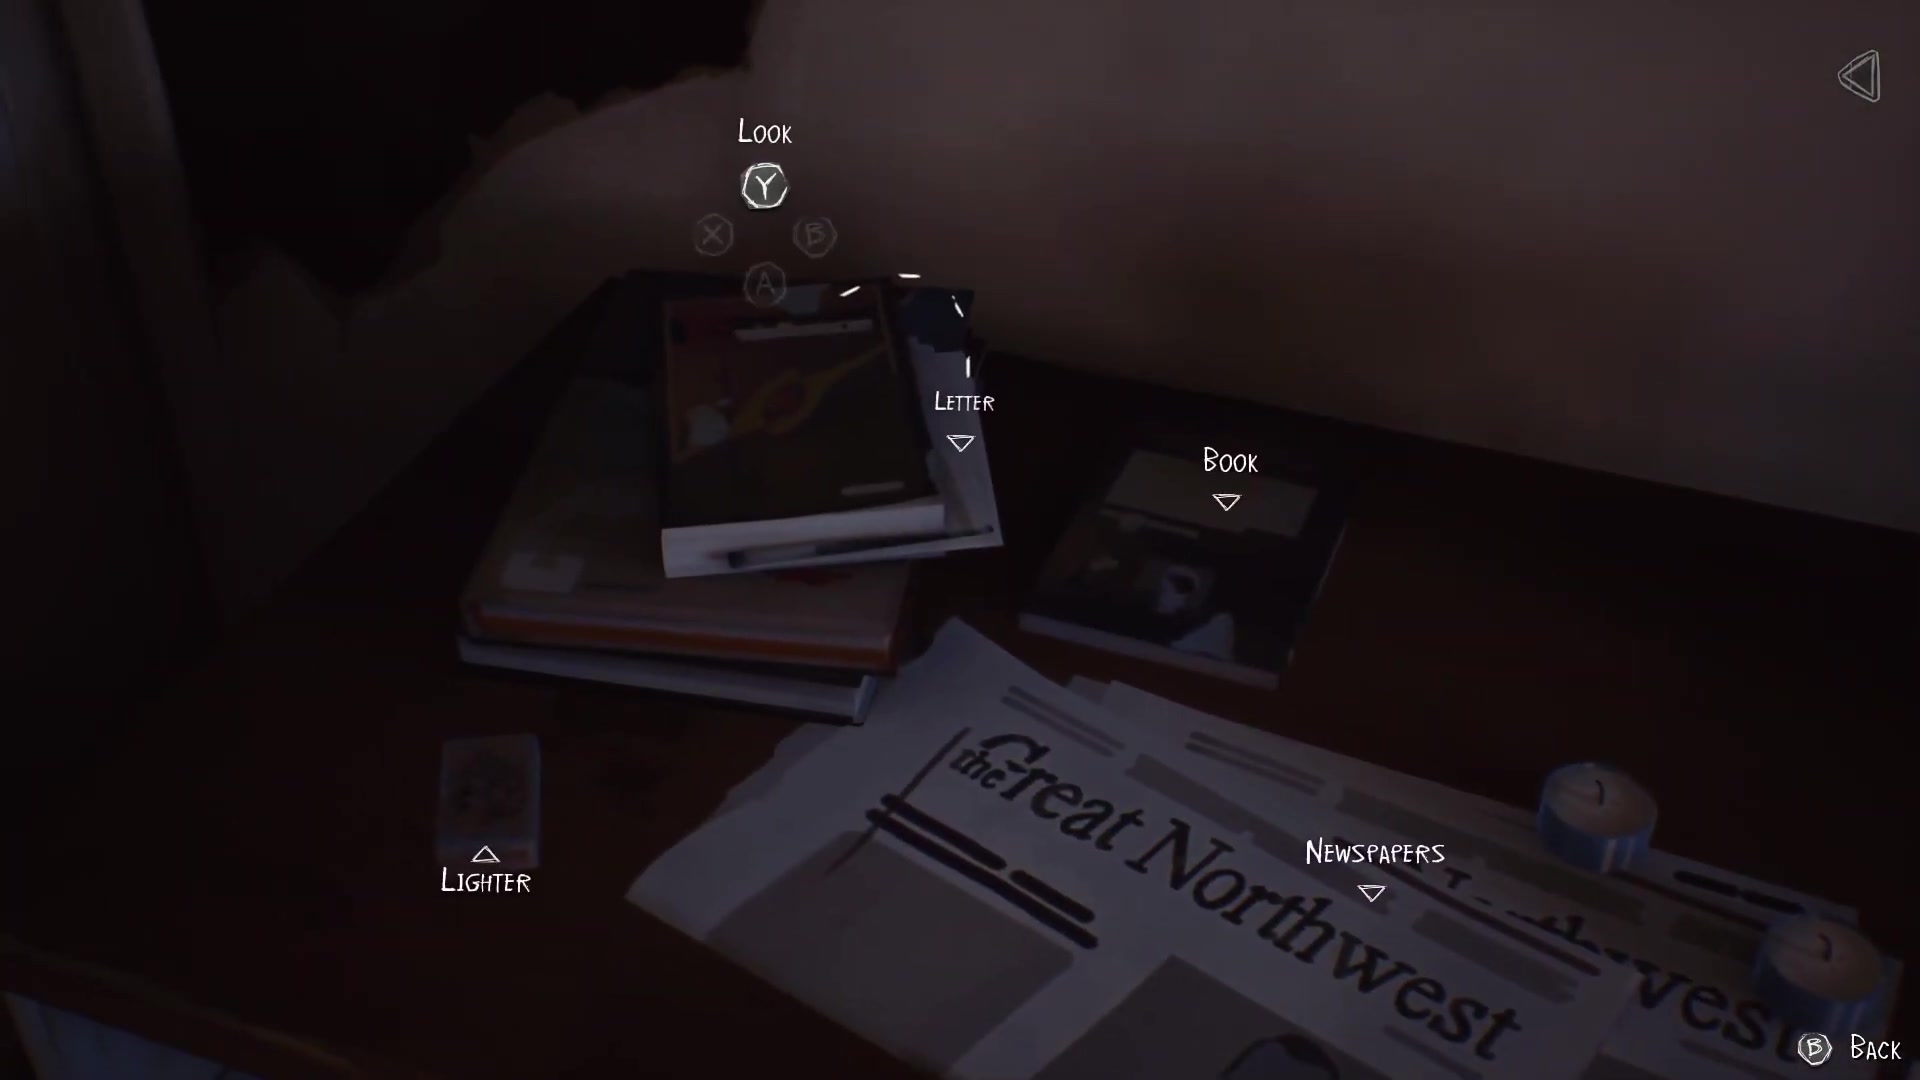 LOOK
Y
X B
A
LETTER
BOOK
the Great Northwest
NEWSPAPERS
LIGHTER
B BACK